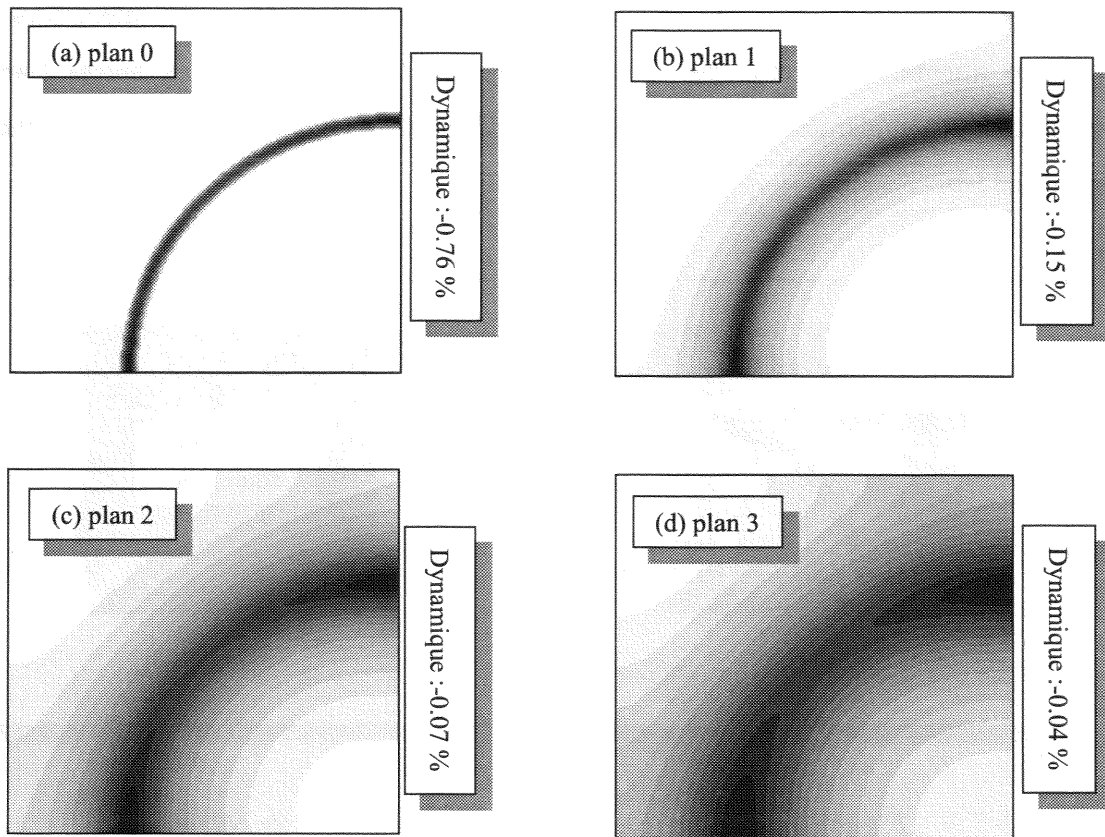 (a) plan 0
Dynamique :-0.76 %
(b) plan 1
Dynamique :-0.15 %
(c) plan 2
Dynamique :-0.07 %
(d) plan 3
Dynamique :-0.04 %